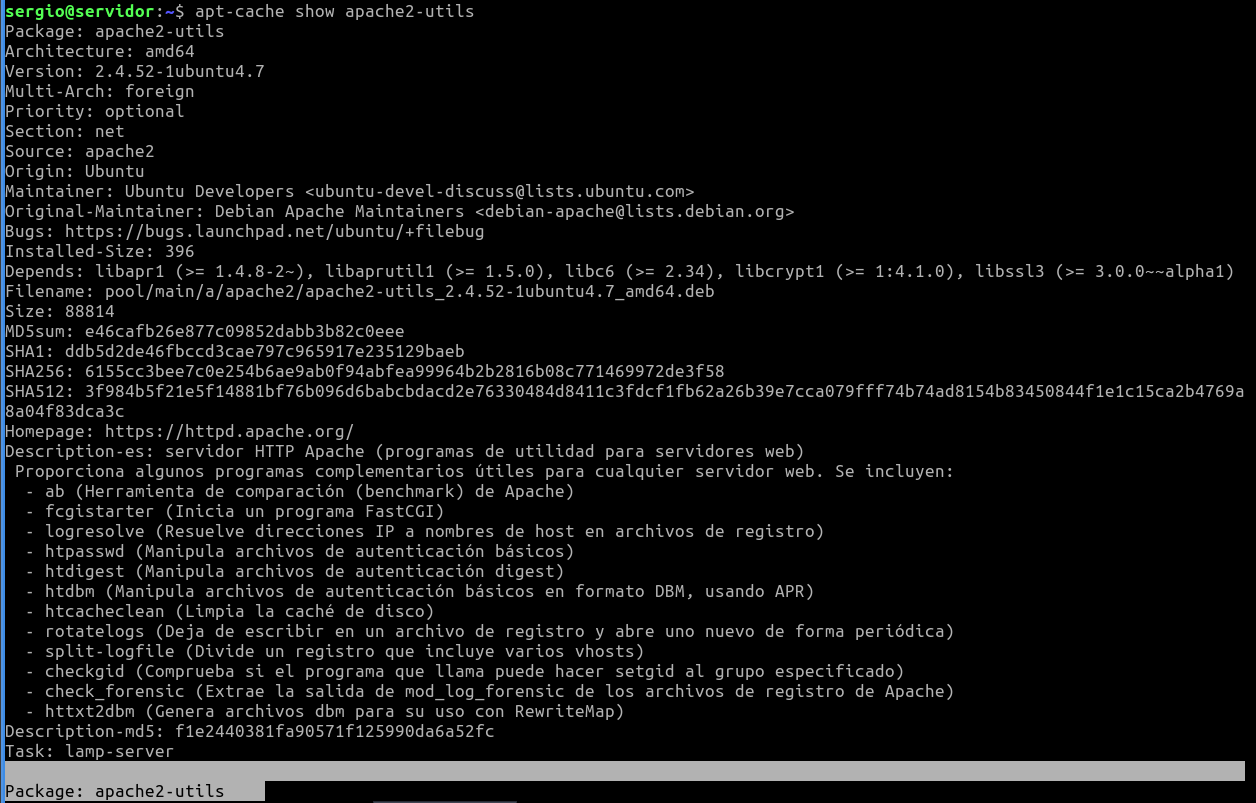 sergio@servidor:~$ apt-cache show apache2-utils
Package: apache2-utils
Architecture: amd64
Version: 2.4.52-1ubuntu4.7
Multi-Arch: foreign
Priority: optional
Section: net
Source: apache2
Origin: Ubuntu
Maintainer: Ubuntu Developers <ubuntu-devel-discuss@lists.ubuntu.com>
Original-Maintainer: Debian Apache Maintainers <debian-apache@lists.debian.org>
Bugs: https://bugs.launchpad.net/ubuntu/+filebug
Installed-Size: 396
Depends: libapr1 (>= 1.4.8-2~), libaprutil1 (>= 1.5.0), libc6 (>= 2.34), libcrypt1 (>= 1:4.1.0), libssl3 (>= 3.0.0~~alpha1)
Filename: pool/main/a/apache2/apache2-utils_2.4.52-1ubuntu4.7_amd64.deb
Size: 88814
MD5sum: e46cafb26e877c09852dabb3b82c0eee
SHA1: ddb5d2de46fbccd3cae797c965917e235129baeb
SHA256: 6155cc3bee7c0e254b6ae9ab0f94abfea99964b2b2816b08c771469972de3f58
SHA512: 3f984b5f21e5f14881bf76b096d6babcbdacd2e76330484d8411c3fdcf1fb62a26b39e7cca079fff74b74ad8154b83450844f1e1c15ca2b4769a
8a04f83dca3c
Homepage: https://httpd.apache.org/
Description-es: servidor HTTP Apache (programas de utilidad para servidores web)
 Proporciona algunos programas complementarios útiles para cualquier servidor web. Se incluyen:
  - ab (Herramienta de comparación (benchmark) de Apache)
  - fcgistarter (Inicia un programa FastCGI)
  - logresolve (Resuelve direcciones IP a nombres de host en archivos de registro)
  - htpasswd (Manipula archivos de autenticación básicos)
  - htdigest (Manipula archivos de autenticación digest)
  - htdbm (Manipula archivos de autenticación básicos en formato DBM, usando APR)
  - htcacheclean (Limpia la caché de disco)
  - rotatelogs (Deja de escribir en un archivo de registro y abre uno nuevo de forma periódica)
  - split-logfile (Divide un registro que incluye varios vhosts)
  - checkgid (Comprueba si el programa que llama puede hacer setgid al grupo especificado)
  - check_forensic (Extrae la salida de mod_log_forensic de los archivos de registro de Apache)
  - httxt2dbm (Genera archivos dbm para su uso con RewriteMap)
Description-md5: f1e2440381fa90571f125990da6a52fc
Task: lamp-server
Package: apache2-utils